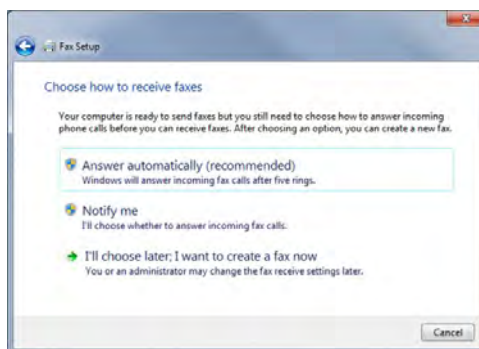 Fax Setup
Choose how to receive faxes
Your computer is ready to send faxes but you still need to choose how to answer incoming
phone calls before you can receive faxes. After choosing an option, you can create a new fax.
Answer automatically (recommended)
Windows will answer incoming fax calls after five rings.
Notify me
I'll choose whether to answer incoming fax calls.
I'll choose later; I want to create a fax now
You or an administrator may change the fax receive settings later.
Cancel